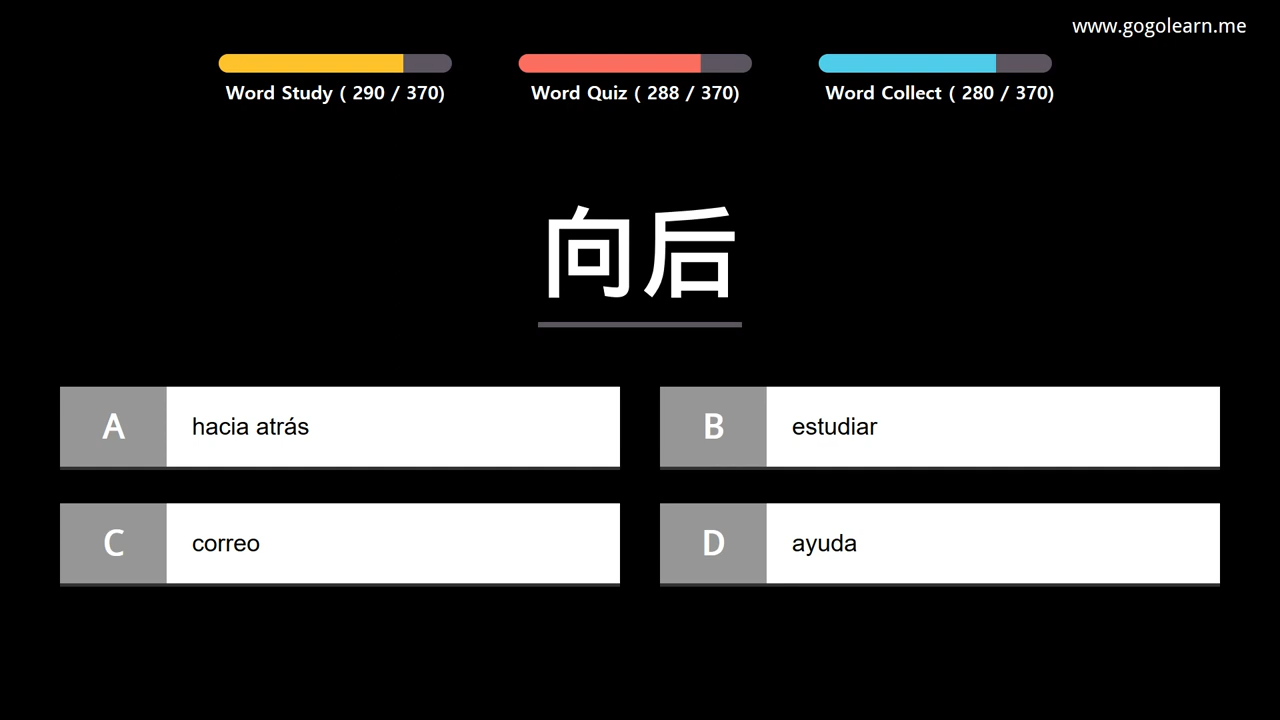 www.gogolearn.me
Word Study ( 290 / 370)
Word Quiz ( 288 / 370)
Word Collect ( 280 / 370)
向后
A hacia atrás
B estudiar
C correo
D ayuda